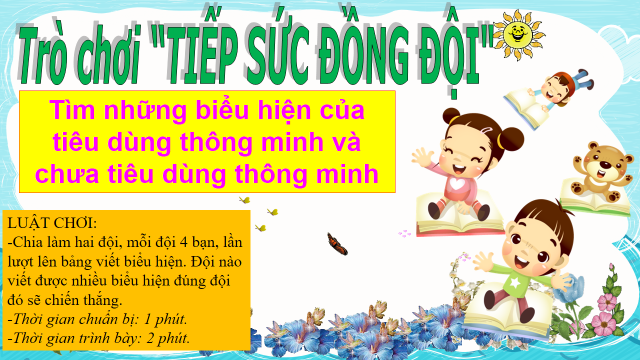 Trò chơi "TIẾP SỨC ĐỒNG ĐỘI"
Tìm những biểu hiện của
tiêu dùng thông minh và
chưa tiêu dùng thông minh
LUẬT CHƠI:
-Chia làm hai đội, mỗi đội 4 bạn, lần
lượt lên bảng viết biểu hiện. Đội nào
viết được nhiều biểu hiện đúng đội
đó sẽ chiến thắng.
-Thời gian chuẩn bị: 1 phút.
-Thời gian trình bày: 2 phút.